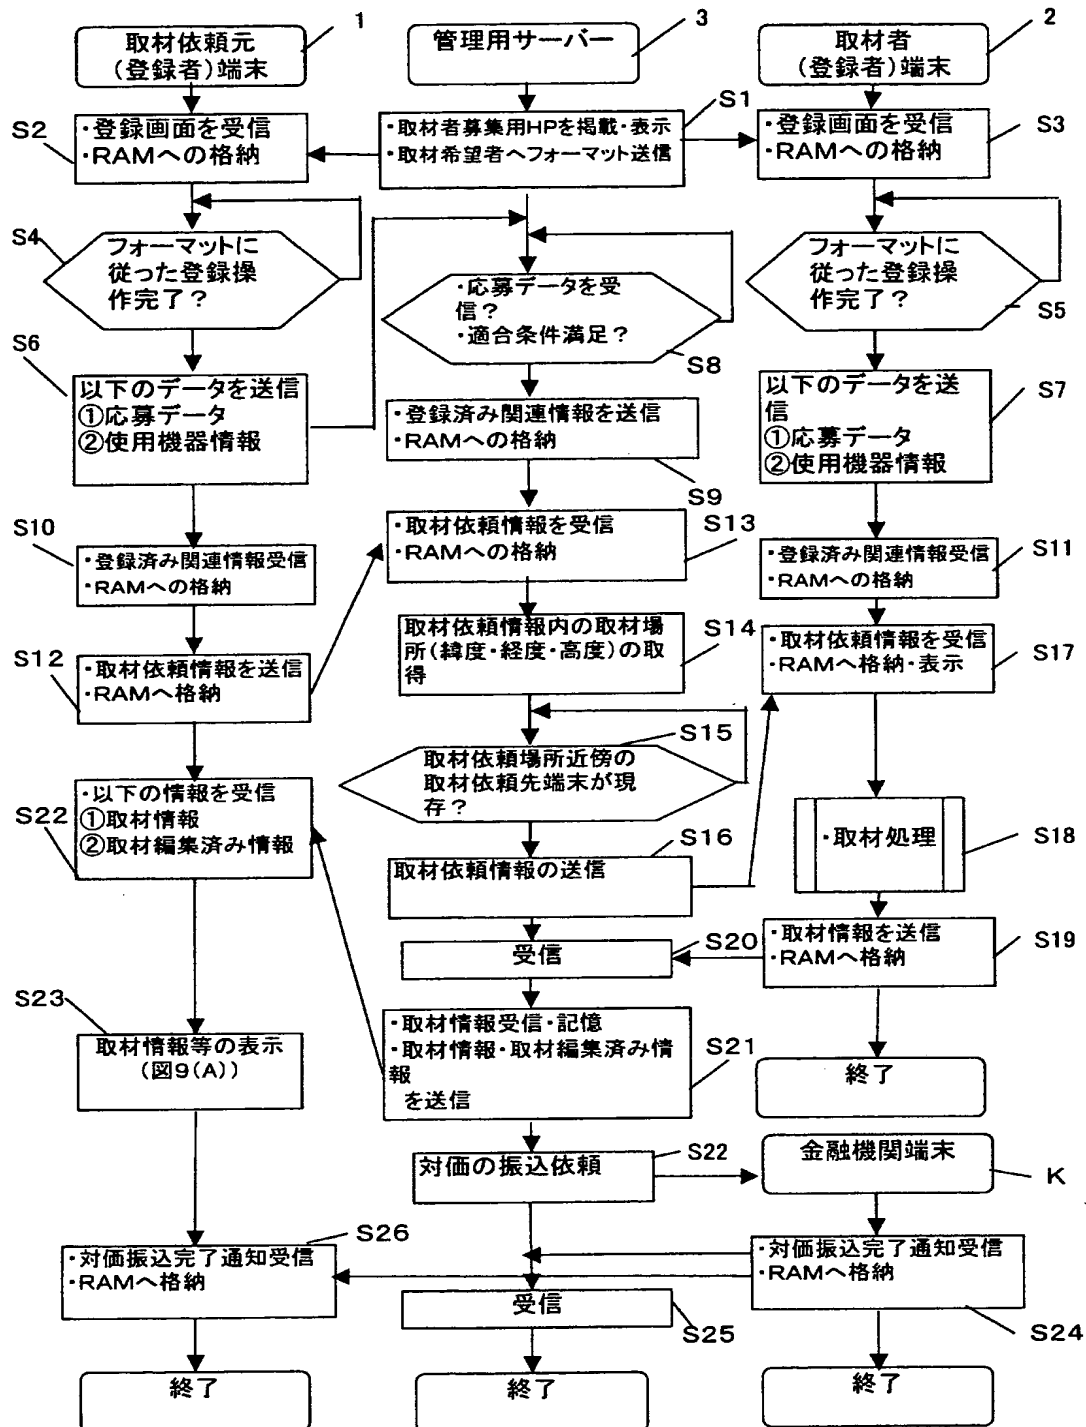 1
取材依頼元
(登録者)端末
3
管理用サーバー
2
取材者
(登録者)端末
S2
・登録画面を受信
・RAMへの格納
S1
・取材者募集用HPを掲載・表示
・取材希望者へフォーマット送信
S3
・登録画面を受信
・RAMへの格納
S4
フォーマットに
従った登録操
作完了？
・応募データを受
信？
・適合条件満足？
S8
フォーマットに
従った登録操
作完了？
S5
S6
以下のデータを送信
①応募データ
②使用機器情報
・登録済み関連情報を送信
・RAMへの格納
S9
以下のデータを送
信
①応募データ
②使用機器情報
S7
S10
・登録済み関連情報受信
・RAMへの格納
・取材依頼情報を受信
・RAMへの格納
S13
・登録済み関連情報受信
・RAMへの格納
S11
S12
・取材依頼情報を送信
・RAMへ格納
取材依頼情報内の取材場
所(緯度・経度・高度)の取
得
S14
・取材依頼情報を受信
・RAMへ格納・表示
S17
S15
取材依頼場所近傍の
取材依頼先端末が現
存？
S22
・以下の情報を受信
①取材情報
②取材編集済み情報
S16
取材依頼情報の送信
・取材処理
S18
受信
S20
・取材情報を送信
・RAMへ格納
S19
S23
取材情報等の表示
(図9(A))
・取材情報受信・記憶
・取材情報・取材編集済み情
報
を送信
S21
終了
対価の振込依頼
S22
金融機関端末
K
S26
・対価振込完了通知受信
・RAMへ格納
受信
S25
・対価振込完了通知受信
・RAMへ格納
S24
終了
終了
終了